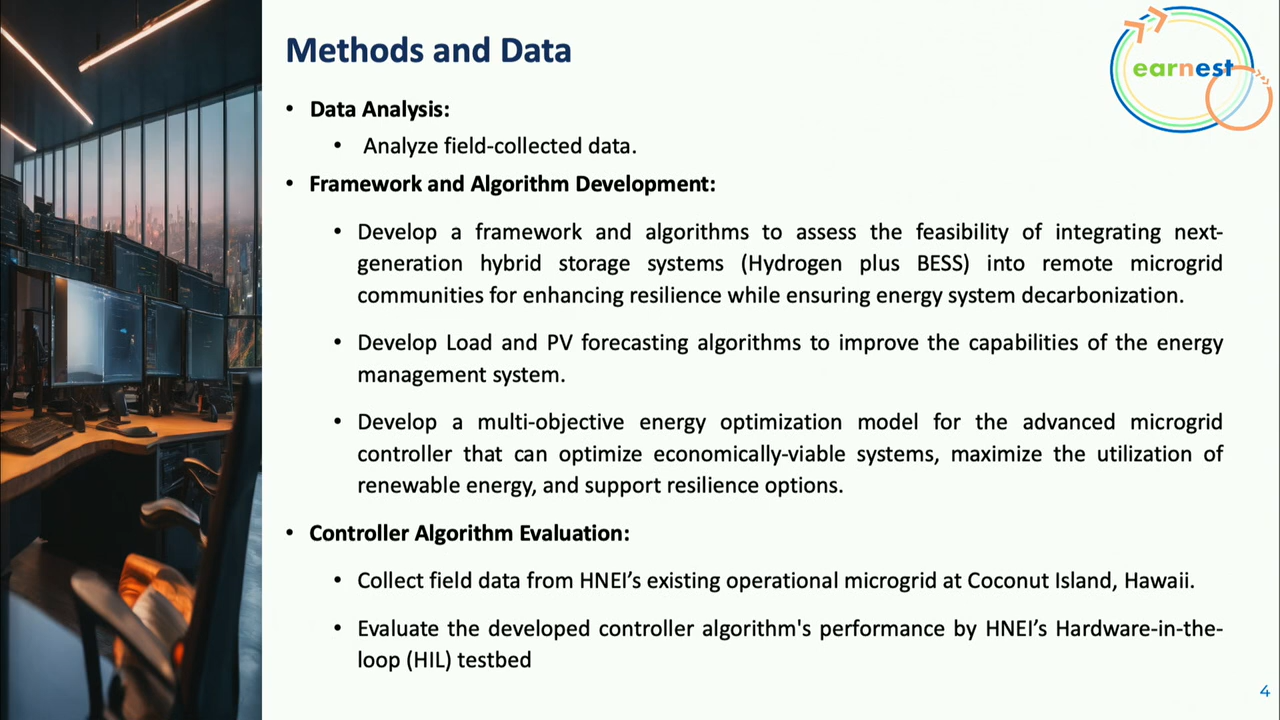 Methods and Data
earnest
• Data Analysis:
• Analyze field-collected data.
• Framework and Algorithm Development:
• Develop a framework and algorithms to assess the feasibility of integrating next-
generation hybrid storage systems (Hydrogen plus BESS) into remote microgrid
communities for enhancing resilience while ensuring energy system decarbonization.
• Develop Load and PV forecasting algorithms to improve the capabilities of the energy
management system.
• Develop a multi-objective energy optimization model for the advanced microgrid
controller that can optimize economically-viable systems, maximize the utilization of
renewable energy, and support resilience options.
• Controller Algorithm Evaluation:
• Collect field data from HNEI’s existing operational microgrid at Coconut Island, Hawaii.
• Evaluate the developed controller algorithm's performance by HNEI’s Hardware-in-the-
loop (HIL) testbed
4